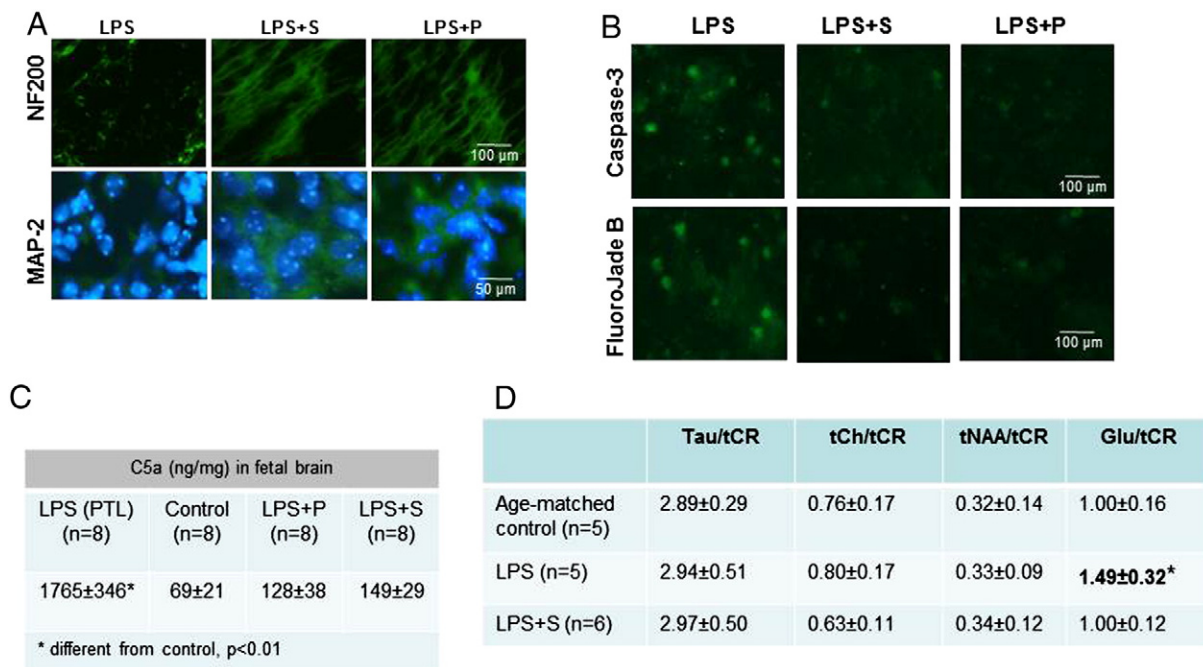 A
LPS LPS+S LPS+P
NF200
100 µm
MAP-2
50 µm
B
LPS LPS+S LPS+P
Caspase-3
100 µm
FluoroJade B
100 µm
C
C5a (ng/mg) in fetal brain
LPS (PTL) Control LPS+P LPS+S
(n=8) (n=8) (n=8) (n=8)
1765±346* 69±21 128±38 149±29
* different from control, p<0.01
D
Tau/tCR tCh/tCR tNAA/tCR Glu/tCR
Age-matched 2.89±0.29 0.76±0.17 0.32±0.14 1.00±0.16
control (n=5)
LPS (n=5) 2.94±0.51 0.80±0.17 0.33±0.09 1.49±0.32*
LPS+S (n=6) 2.97±0.50 0.63±0.11 0.34±0.12 1.00±0.12